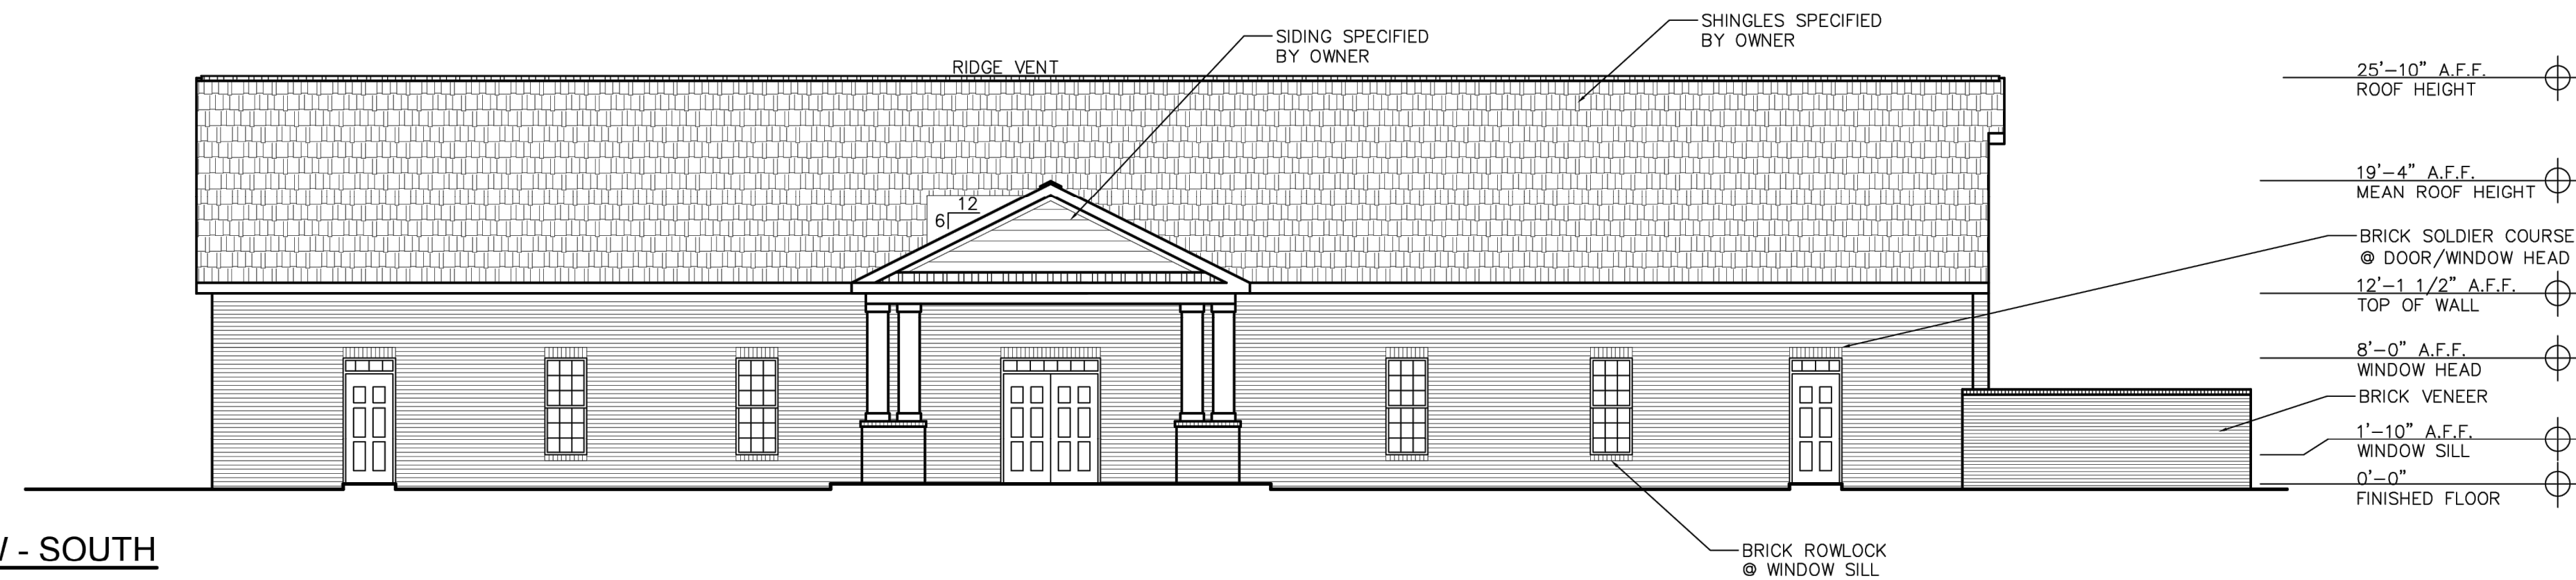 SHINGLES SPECIFIED
BY OWNER
SIDING SPECIFIED
BY OWNER
RIDGE VENT
25'-10" A.F.F.
ROOF HEIGHT
19'-4" A.F.F.
MEAN ROOF HEIGHT
12
6
BRICK SOLDIER COURSE
@ DOOR/WINDOW HEAD
12'-1 1/2" A.F.F.
TOP OF WALL
8'-0" A.F.F.
WINDOW HEAD
BRICK VENEER
1'-10" A.F.F.
WINDOW SILL
0'-0"
FINISHED FLOOR
- SOUTH
BRICK ROWLOCK
@ WINDOW SILL